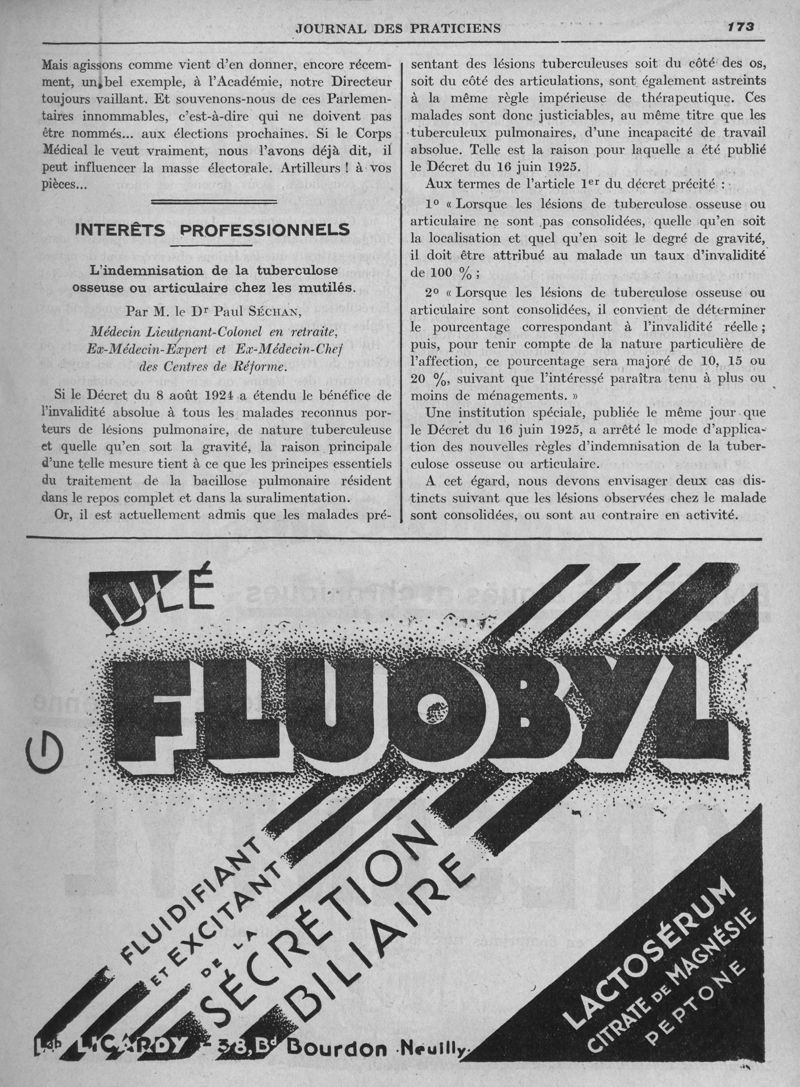 JOURNAL DES PRATICIENS
173
Mais agissons comme vient d'en donner, encore récem-
ment, un bel exemple, à l'Académie, notre Directeur
toujours vaillant. Et souvenons-nous de ces Parlemen-
taires innommables, c'est-à-dire qui ne doivent pas
être nommés... aux élections prochaines. Si le Corps
Médical le veut vraiment, nous l'avons déjà dit, il
peut influencer la masse électorale. Artilleurs ! à vos
pièces...
INTERÊTS PROFESSIONNELS
L'indemnisation de la tuberculose
osseuse ou articulaire chez les mutilés.
Par M. le Dr Paul SÉCHAN,
Médecin Lieutenant-Colonel en retraite,
Ex-Médecin-Expert et Ex-Médecin-Chef
des Centres de Réforme.
Si le Décret du 8 août 1924 a étendu le bénéfice de
l'invalidité absolue à tous les malades reconnus por-
teurs de lésions pulmonaire, de nature tuberculeuse
et quelle qu'en soit la gravité, la raison principale
d'une telle mesure tient à ce que les principes essentiels
du traitement de la bacillose pulmonaire résident
dans le repos complet et dans la suralimentation.
Or, il est actuellement admis que les malades pré-
sentant des lésions tuberculeuses soit du côté des os,
soit du côté des articulations, sont également astreints
à la même règle impérieuse de thérapeutique. Ces
malades sont donc justiciables, au même titre que les
tuberculeux pulmonaires, d'une incapacité de travail
absolue. Telle est la raison pour laquelle a été publié
le Décret du 16 juin 1925.
Aux termes de l'article 1er du décret précité :
1º « Lorsque les lésions de tuberculose osseuse ou
articulaire ne sont pas consolidées, quelle qu'en soit
la localisation et quel qu'en soit le degré de gravité,
il doit être attribué au malade un taux d'invalidité
de 100 % ;
2º « Lorsque les lésions de tuberculose osseuse ou
articulaire sont consolidées, il convient de déterminer
le pourcentage correspondant à l'invalidité réelle ;
puis, pour tenir compte de la nature particulière de
l'affection, ce pourcentage sera majoré de 10, 15 ou
20 %, suivant que l'intéressé paraîtra tenu à plus ou
moins de ménagements. »
Une institution spéciale, publiée le même jour que
le Décret du 16 juin 1925, a arrêté le mode d'applica-
tion des nouvelles règles d'indemnisation de la tuber-
culose osseuse ou articulaire.
A cet égard, nous devons envisager deux cas dis-
tincts suivant que les lésions observées chez le malade
sont consolidées, ou sont au contraire en activité.
FLUOBYL
FLUIDIFIANT
ET EXCITANT
DE LA
SÉCRÉTION
BILIAIRE
LACTOSÉRUM
CITRATE DE MAGNÉSIE
PEPTONE
Lab LICARDY - 38, Bd Bourdon - Neuilly.